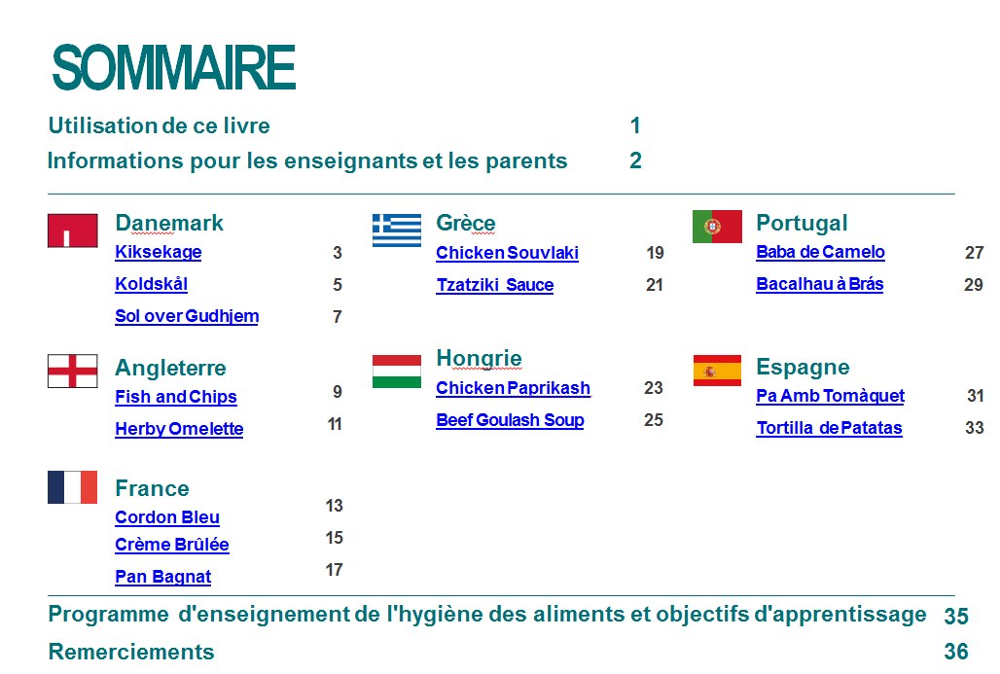 SOMMAIRE
Utilisation de ce livre 1
Informations pour les enseignants et les parents 2
Danemark
Kiksekage 3
Koldskâl 5
Sol over Gudhjem 7
Angleterre
Fish and Chips 9
Herby Omelette 11
France
Cordon Bleu 13
Crème Brûlée 15
Pan Bagnat 17
Grèce
Chicken Souvlaki 19
Tzatziki Sauce 21
Hongrie
Chicken Paprikash 23
Beef Goulash Soup 25
Portugal
Baba de Camelo 27
Bacalhau à Brás 29
Espagne
Pa Amb Tomàquet 31
Tortilla de Patatas 33
Programme d'enseignement de l'hygiène des aliments et objectifs d'apprentissage 35
Remerciements 36